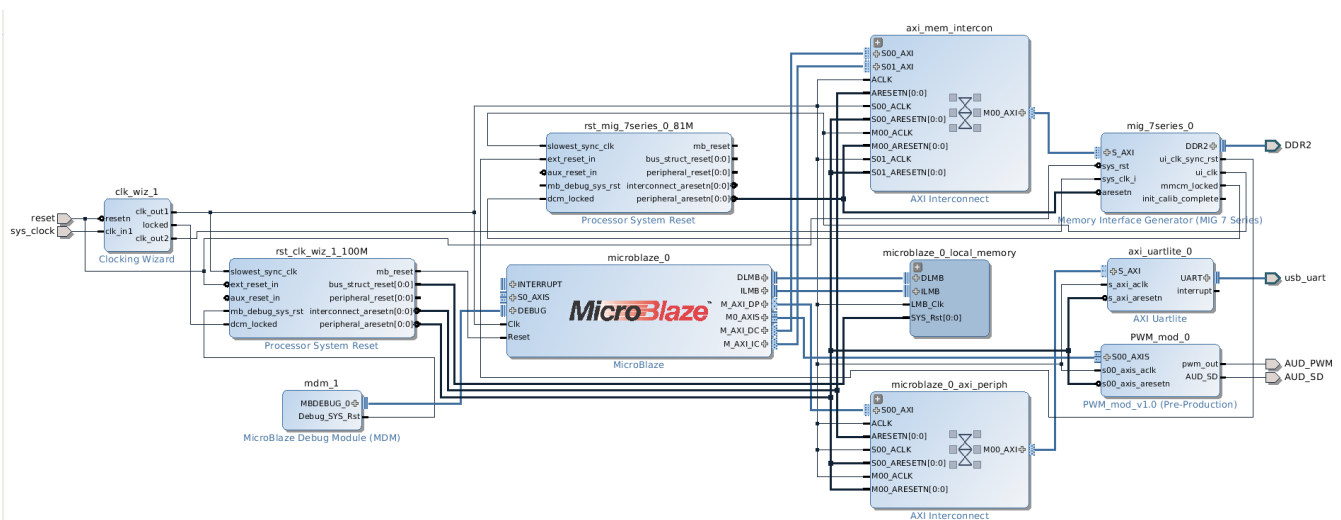 reset
sys_clock
clk_wiz_1
resetn
clk_in1
clk_out1
locked
clk_out2
Clocking Wizard
rst_clk_wiz_1_100M
slowest_sync_clk
ext_reset_in
aux_reset_in
mb_debug_sys_rst
dcm_locked
mb_reset
bus_struct_reset[0:0]
peripheral_reset[0:0]
interconnect_aresetn[0:0]
peripheral_aresetn[0:0]
Processor System Reset
mdm_1
MBDEBUG_0
Debug_SYS_Rst
MicroBlaze Debug Module (MDM)
rst_mig_7series_0_81M
slowest_sync_clk
ext_reset_in
aux_reset_in
mb_debug_sys_rst
dcm_locked
mb_reset
bus_struct_reset[0:0]
peripheral_reset[0:0]
interconnect_aresetn[0:0]
peripheral_aresetn[0:0]
Processor System Reset
microblaze_0
INTERRUPT
S0_AXIS
DEBUG
Clk
Reset
MicroBlaze™
DLMB
ILMB
M_AXI_DP
M0_AXIS
M_AXI_DC
M_AXI_IC
MicroBlaze
axi_mem_intercon
S00_AXI
S01_AXI
ACLK
ARESETN[0:0]
S00_ACLK
S00_ARESETN[0:0]
M00_ACLK
M00_ARESETN[0:0]
S01_ACLK
S01_ARESETN[0:0]
M00_AXI
AXI Interconnect
microblaze_0_local_memory
DLMB
ILMB
LMB_Clk
SYS_Rst[0:0]
microblaze_0_axi_periph
S00_AXI
ACLK
ARESETN[0:0]
S00_ACLK
S00_ARESETN[0:0]
M00_ACLK
M00_ARESETN[0:0]
M00_AXI
AXI Interconnect
mig_7series_0
S_AXI
sys_rst
sys_clk_i
aresetn
DDR2
ui_clk_sync_rst
ui_clk
mmcm_locked
init_calib_complete
Memory Interface Generator (MIG 7 Series)
axi_uartlite_0
S_AXI
s_axi_aclk
s_axi_aresetn
UART
interrupt
AXI Uartlite
PWM_mod_0
S00_AXIS
s00_axis_aclk
s00_axis_aresetn
pwm_out
AUD_SD
PWM_mod_v1.0 (Pre-Production)
DDR2
usb_uart
AUD_PWM
AUD_SD